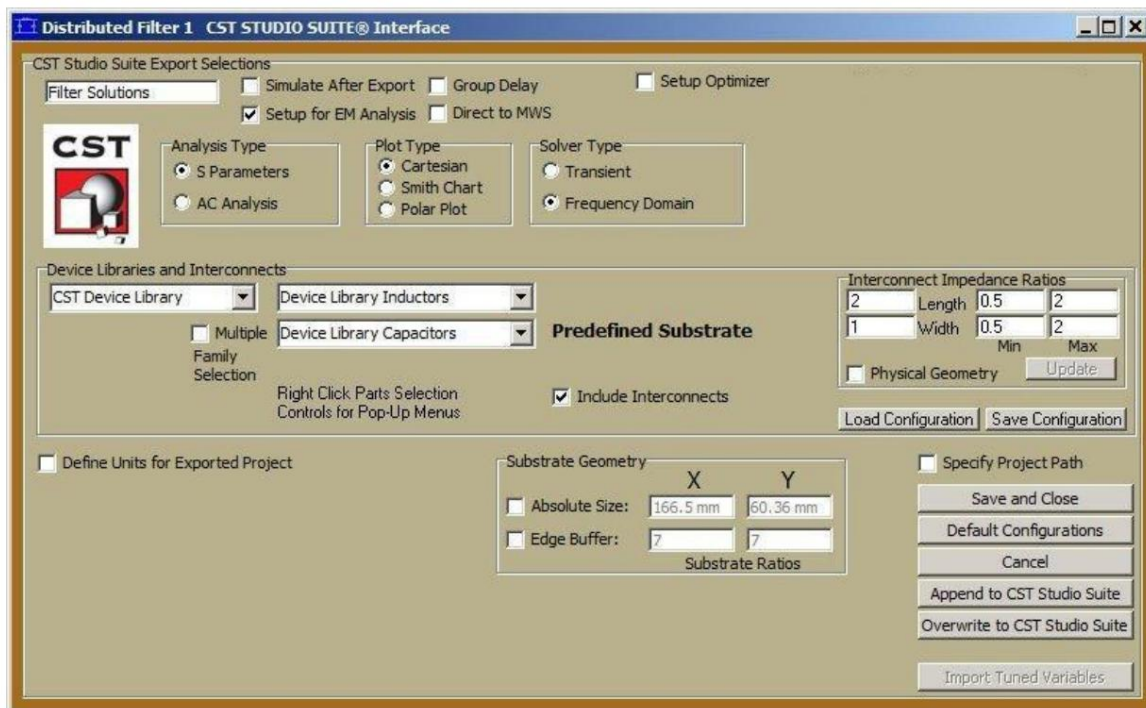 Distributed Filter 1 CST STUDIO SUITE® Interface
CST Studio Suite Export Selections
Filter Solutions
Simulate After Export
Group Delay
Setup Optimizer
Setup for EM Analysis
Direct to MWS
CST
Analysis Type
S Parameters
AC Analysis
Plot Type
Cartesian
Smith Chart
Polar Plot
Solver Type
Transient
Frequency Domain
Device Libraries and Interconnects
CST Device Library
Device Library Inductors
Multiple
Family
Selection
Device Library Capacitors
Predefined Substrate
Right Click Parts Selection
Controls for Pop-Up Menus
Include Interconnects
Interconnect Impedance Ratios
2 Length 0.5 2
1 Width 0.5 2
Min Max
Physical Geometry
Update
Load Configuration
Save Configuration
Define Units for Exported Project
Substrate Geometry
X Y
Absolute Size: 166.5 mm 60.36 mm
Edge Buffer: 7 7
Substrate Ratios
Specify Project Path
Save and Close
Default Configurations
Cancel
Append to CST Studio Suite
Overwrite to CST Studio Suite
Import Tuned Variables